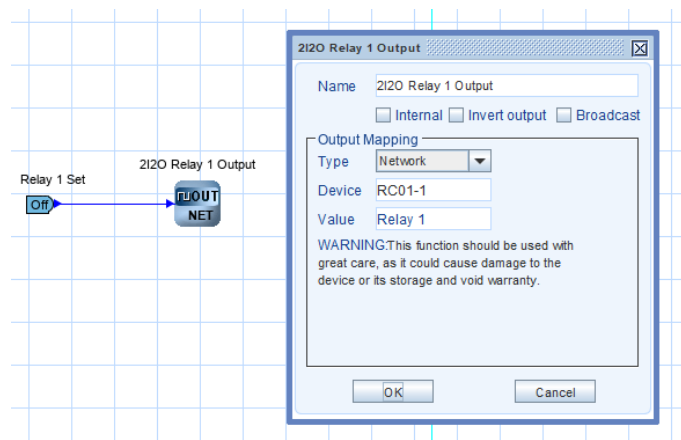 2I2O Relay 1 Output
Name 2I2O Relay 1 Output
Internal Invert output Broadcast
Output Mapping
Type Network
Device RC01-1
Value Relay 1
WARNING:This function should be used with
great care, as it could cause damage to the
device or its storage and void warranty.
OK Cancel
2I2O Relay 1 Output
Relay 1 Set
Off
OUT
NET